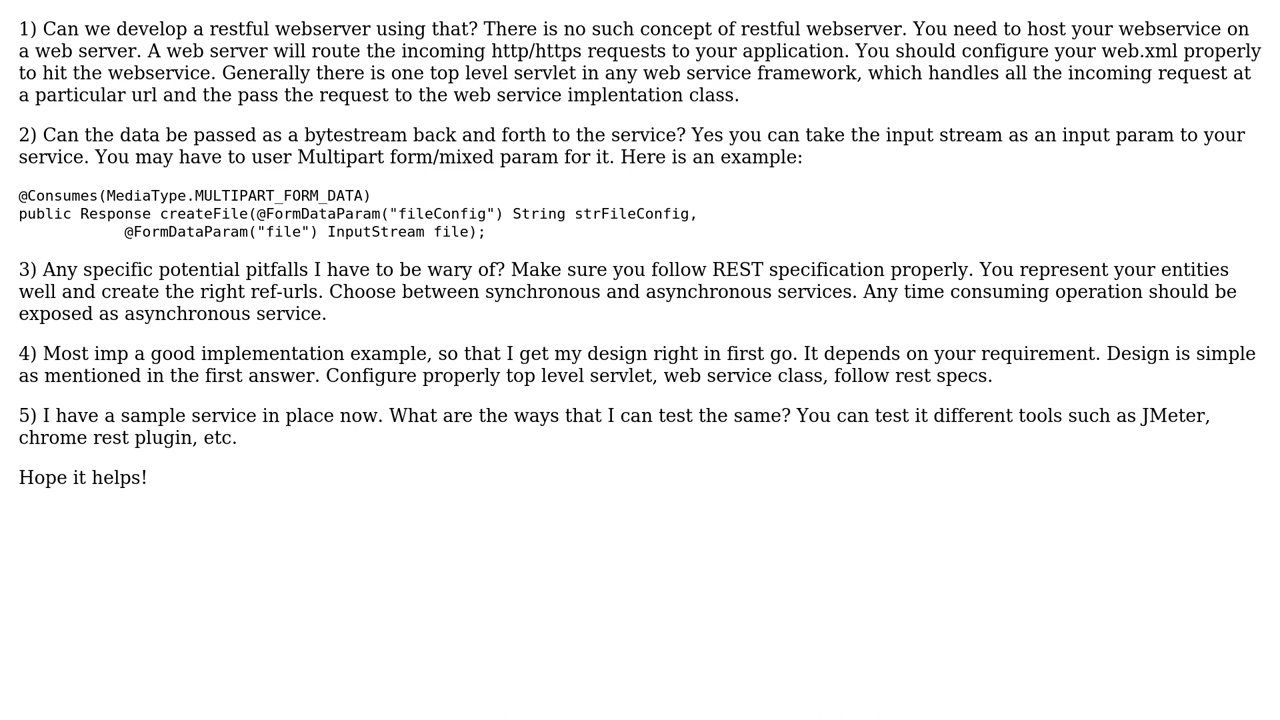 1) Can we develop a restful webserver using that? There is no such concept of restful webserver. You need to host your webservice on
a web server. A web server will route the incoming http/https requests to your application. You should configure your web.xml properly
to hit the webservice. Generally there is one top level servlet in any web service framework, which handles all the incoming request at
a particular url and the pass the request to the web service implentation class.
2) Can the data be passed as a bytestream back and forth to the service? Yes you can take the input stream as an input param to your
service. You may have to user Multipart form/mixed param for it. Here is an example:
@Consumes(MediaType.MULTIPART_FORM_DATA)
public Response createFile(@FormDataParam("fileConfig") String strFileConfig,
            @FormDataParam("file") InputStream file);
3) Any specific potential pitfalls I have to be wary of? Make sure you follow REST specification properly. You represent your entities
well and create the right ref-urls. Choose between synchronous and asynchronous services. Any time consuming operation should be
exposed as asynchronous service.
4) Most imp a good implementation example, so that I get my design right in first go. It depends on your requirement. Design is simple
as mentioned in the first answer. Configure properly top level servlet, web service class, follow rest specs.
5) I have a sample service in place now. What are the ways that I can test the same? You can test it different tools such as JMeter,
chrome rest plugin, etc.
Hope it helps!